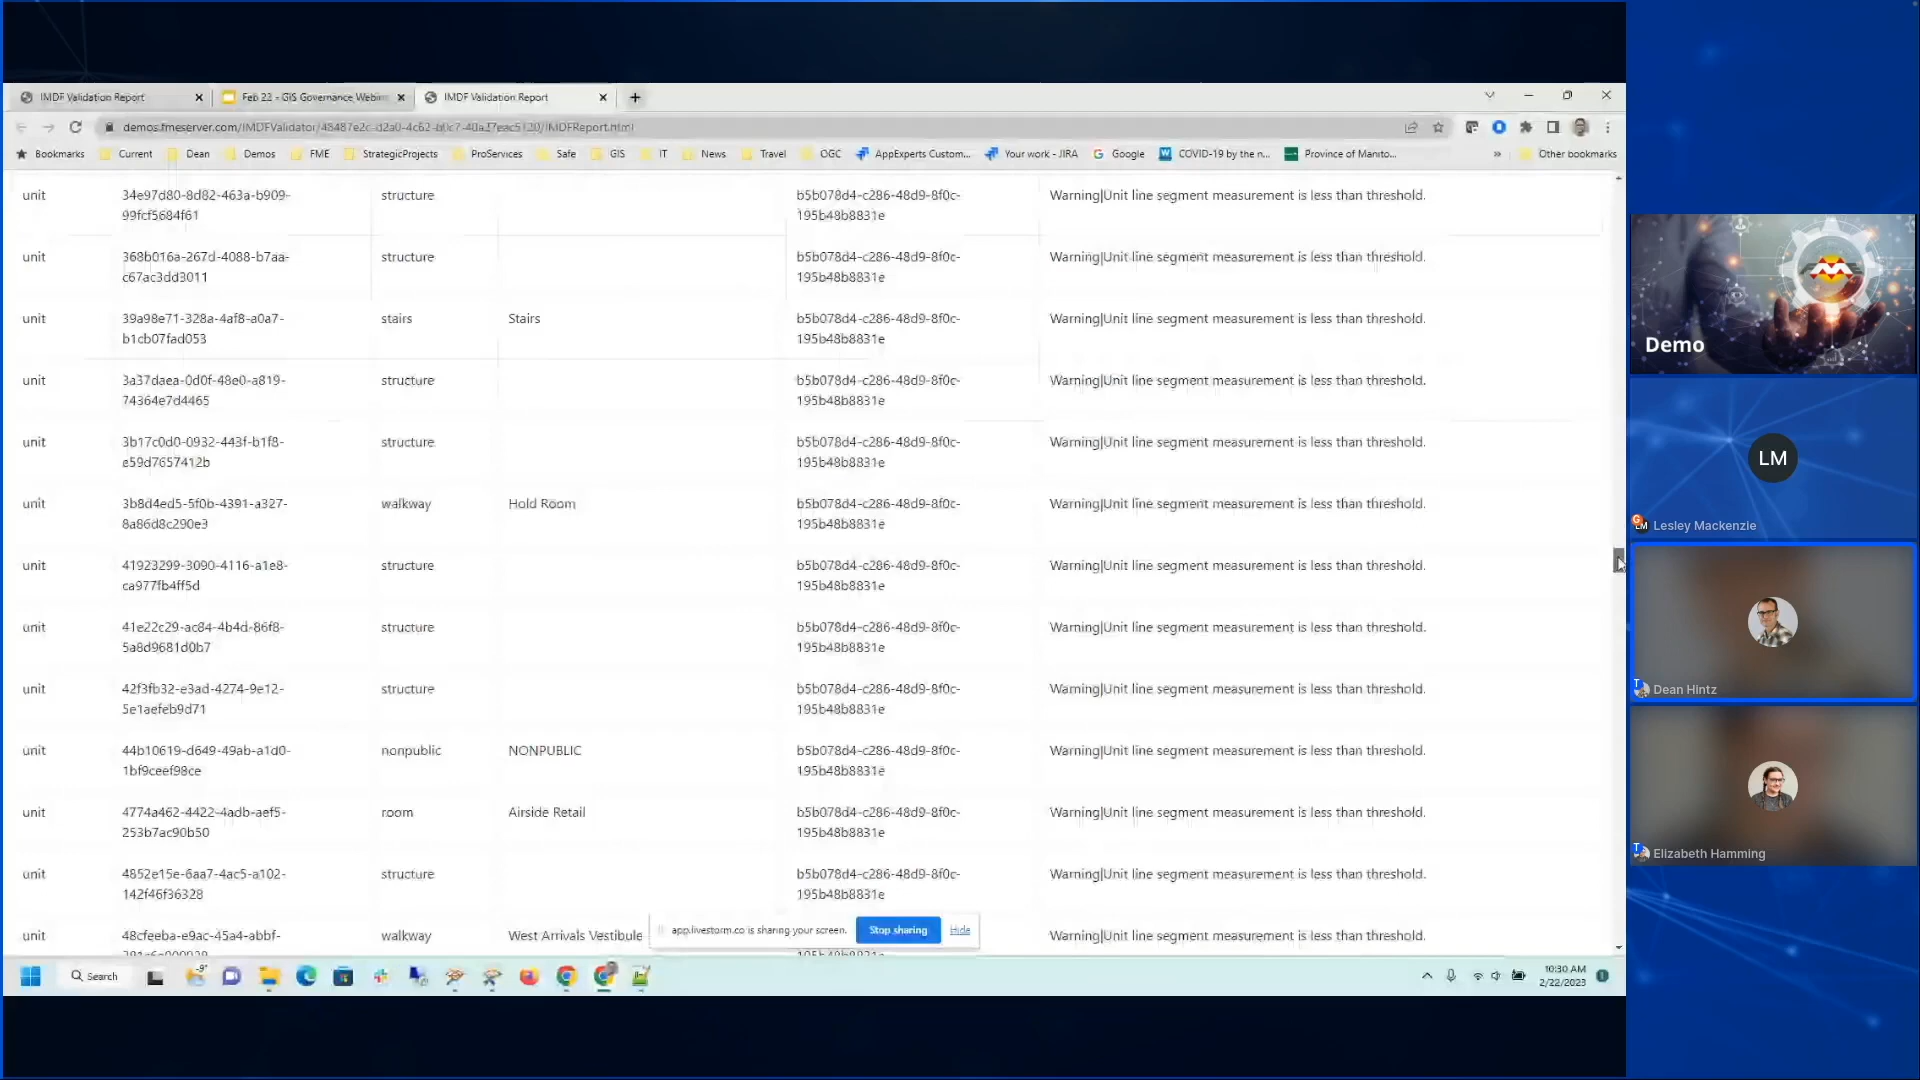 IMDF Validation Report
Feb 22 - GIS Governance Webin
IMDF Validation Report
demos.fmeserver.com/IMDFValidator/48487e2c-d2a0-4c62-b0c7-40a27eac5120/IMDFReport.html
Bookmarks Current Dean Demos FME StrategicProjects ProServices Safe GIS IT News Travel OGC AppExperts Custom... Your work - JIRA Google COVID-19 by the n... Province of Manito... » Other bookmarks
unit 34e97d80-8d82-463a-b909- structure b5b078d4-c286-48d9-8f0c- Warning|Unit line segment measurement is less than threshold.
99fcf5684f61 195b48b8831e
unit 368b016a-267d-4088-b7aa- structure b5b078d4-c286-48d9-8f0c- Warning|Unit line segment measurement is less than threshold.
c67ac3dd3011 195b48b8831e
unit 39a98e71-328a-4af8-a0a7- stairs Stairs b5b078d4-c286-48d9-8f0c- Warning|Unit line segment measurement is less than threshold.
b1cb07fad053 195b48b8831e
unit 3a37daea-0d0f-48e0-a819- structure b5b078d4-c286-48d9-8f0c- Warning|Unit line segment measurement is less than threshold.
74364e7d4465 195b48b8831e
unit 3b17c0d0-0932-443f-b1f8- structure b5b078d4-c286-48d9-8f0c- Warning|Unit line segment measurement is less than threshold.
e59d7657412b 195b48b8831e
unit 3b8d4ed5-5f0b-4391-a327- walkway Hold Room b5b078d4-c286-48d9-8f0c- Warning|Unit line segment measurement is less than threshold.
8a86d8c290e3 195b48b8831e
unit 41923299-3090-4116-a1e8- structure b5b078d4-c286-48d9-8f0c- Warning|Unit line segment measurement is less than threshold.
ca977fb4ff5d 195b48b8831e
unit 41e22c29-ac84-4b4d-86f8- structure b5b078d4-c286-48d9-8f0c- Warning|Unit line segment measurement is less than threshold.
5a8d9681d0b7 195b48b8831e
unit 42f3fb32-e3ad-4274-9e12- structure b5b078d4-c286-48d9-8f0c- Warning|Unit line segment measurement is less than threshold.
5e1aefeb9d71 195b48b8831e
unit 44b10619-d649-49ab-a1d0- nonpublic NONPUBLIC b5b078d4-c286-48d9-8f0c- Warning|Unit line segment measurement is less than threshold.
1bf9ceef98ce 195b48b8831e
unit 4774a462-4422-4adb-aef5- room Airside Retail b5b078d4-c286-48d9-8f0c- Warning|Unit line segment measurement is less than threshold.
253b7ac90b50 195b48b8831e
unit 4852e15e-6aa7-4ac5-a102- structure b5b078d4-c286-48d9-8f0c- Warning|Unit line segment measurement is less than threshold.
142f46f36328 195b48b8831e
unit 48cfeeba-e9ac-45a4-abbf- walkway West Arrivals Vestibule Warning|Unit line segment measurement is less than threshold.
app.livestorm.co is sharing your screen. Stop sharing Hide
Search
-9°
10:30 AM
2/22/2023
Demo
LM
LM Lesley Mackenzie
Dean Hintz
Elizabeth Hamming